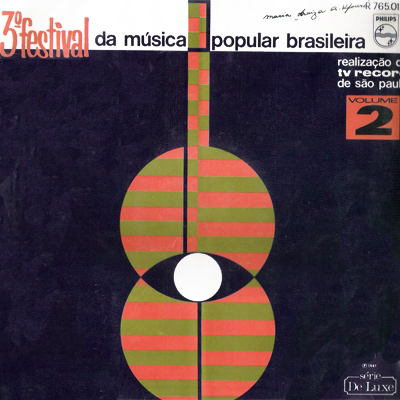 3º festival da música popular brasileira
R 765.01
PHILIPS
realização d
tv recor
de são paul
VOLUME
2
série
De Luxe